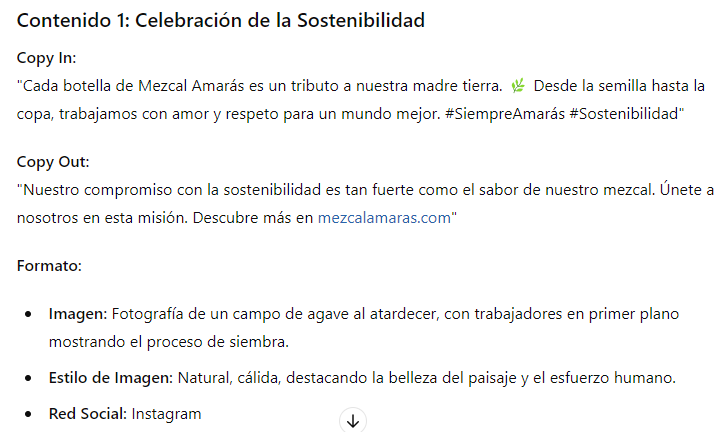 Contenido 1: Celebración de la Sostenibilidad
Copy In:
"Cada botella de Mezcal Amarás es un tributo a nuestra madre tierra. 🌿 Desde la semilla hasta la
copa, trabajamos con amor y respeto para un mundo mejor. #SiempreAmarás #Sostenibilidad"
Copy Out:
"Nuestro compromiso con la sostenibilidad es tan fuerte como el sabor de nuestro mezcal. Únete a
nosotros en esta misión. Descubre más en mezcalamaras.com"
Formato:
• Imagen: Fotografía de un campo de agave al atardecer, con trabajadores en primer plano
mostrando el proceso de siembra.
• Estilo de Imagen: Natural, cálida, destacando la belleza del paisaje y el esfuerzo humano.
• Red Social: Instagram